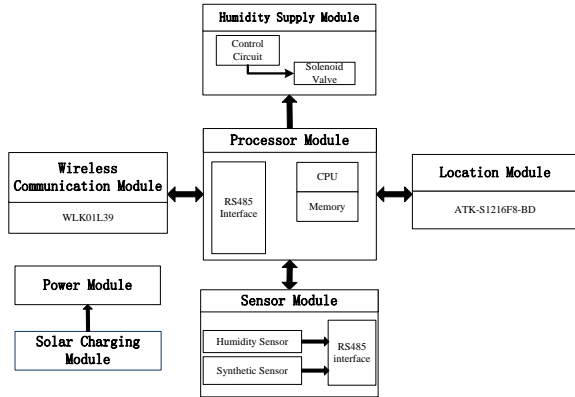 Humidity Supply Module
Control
Circuit
Solenoid
Valve
Processor Module
RS485
Interface
CPU
Memory
Wireless
Communication Module
WLK01L39
Location Module
ATK-S1216F8-BD
Power Module
Solar Charging
Module
Sensor Module
Humidity Sensor
Synthetic Sensor
RS485
interface